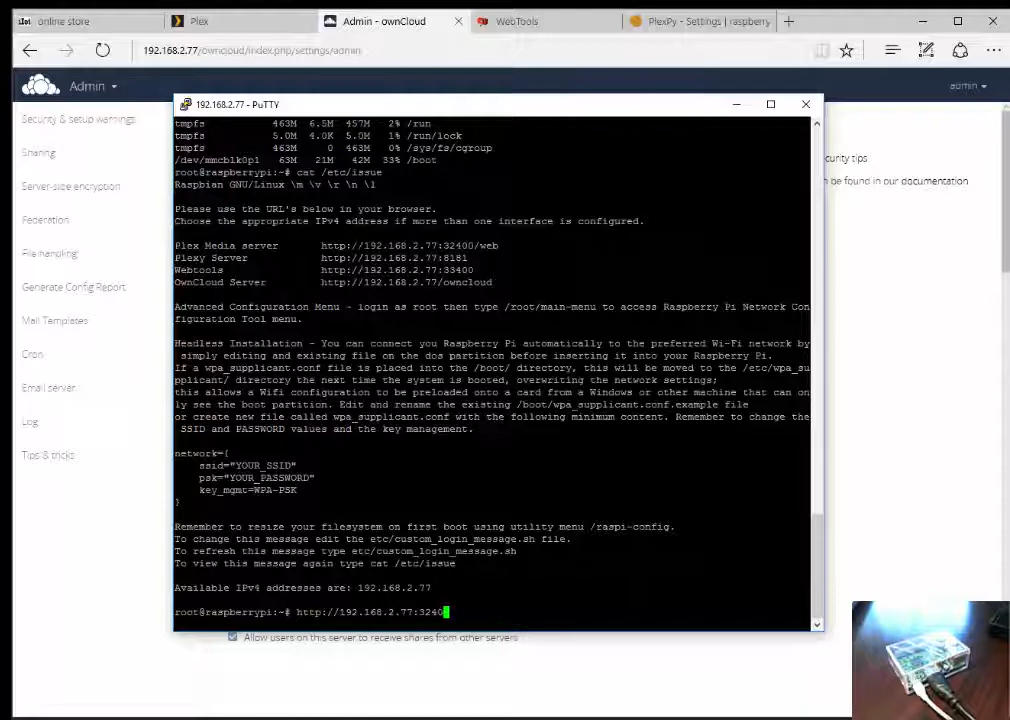 online store
Plex
Admin - ownCloud
WebTools
PlexPy - Settings | raspberry
192.168.2.77/owncloud/index.php/settings/admin
Admin
admin
Security & setup warnings
Sharing
Server-side encryption
Federation
File handling
Generate Config Report
Mail Templates
Cron
Email server
Log
Tips & tricks
curity tips
n be found in our documentation
192.168.2.77 - PuTTY
tmpfs 463M 6.5M 457M 2% /run
tmpfs 5.0M 4.0K 5.0M 1% /run/lock
tmpfs 463M 0 463M 0% /sys/fs/cgroup
/dev/mmcblk0p1 63M 21M 42M 33% /boot
root@raspberrypi:~# cat /etc/issue
Raspbian GNU/Linux \m \v \r \n \l
Please use the URL's below in your browser.
Choose the appropriate IPv4 address if more than one interface is configured.
Plex Media server http://192.168.2.77:32400/web
Plexy Server http://192.168.2.77:8181
Webtools http://192.168.2.77:33400
OwnCloud Server http://192.168.2.77/owncloud
Advanced Configuration Menu - login as root then type /root/main-menu to access Raspberry Pi Network Con
figuration Tool menu.
Headless Installation - You can connect you Raspberry Pi automatically to the preferred Wi-Fi network by
simply editing and existing file on the dos partition before inserting it into your Raspberry Pi.
If a wpa_supplicant.conf file is placed into the /boot/ directory, this will be moved to the /etc/wpa_su
pplicant/ directory the next time the system is booted, overwriting the network settings;
this allows a Wifi configuration to be preloaded onto a card from a Windows or other machine that can on
ly see the boot partition. Edit and rename the existing /boot/wpa_supplicant.conf.example file
or create new file called wpa_supplicant.conf with the following minimum content. Remember to change the
SSID and PASSWORD values and the key management.
network={
ssid="YOUR_SSID"
psk="YOUR_PASSWORD"
key_mgmt=WPA-PSK
}
Remember to resize your filesystem on first boot using utility menu /raspi-config.
To change this message edit the etc/custom_login_message.sh file.
To refresh this message type etc/custom_login_message.sh
To view this message again type cat /etc/issue
Available IPv4 addresses are: 192.168.2.77
root@raspberrypi:~# http://192.168.2.77:3240
Allow users on this server to receive shares from other servers